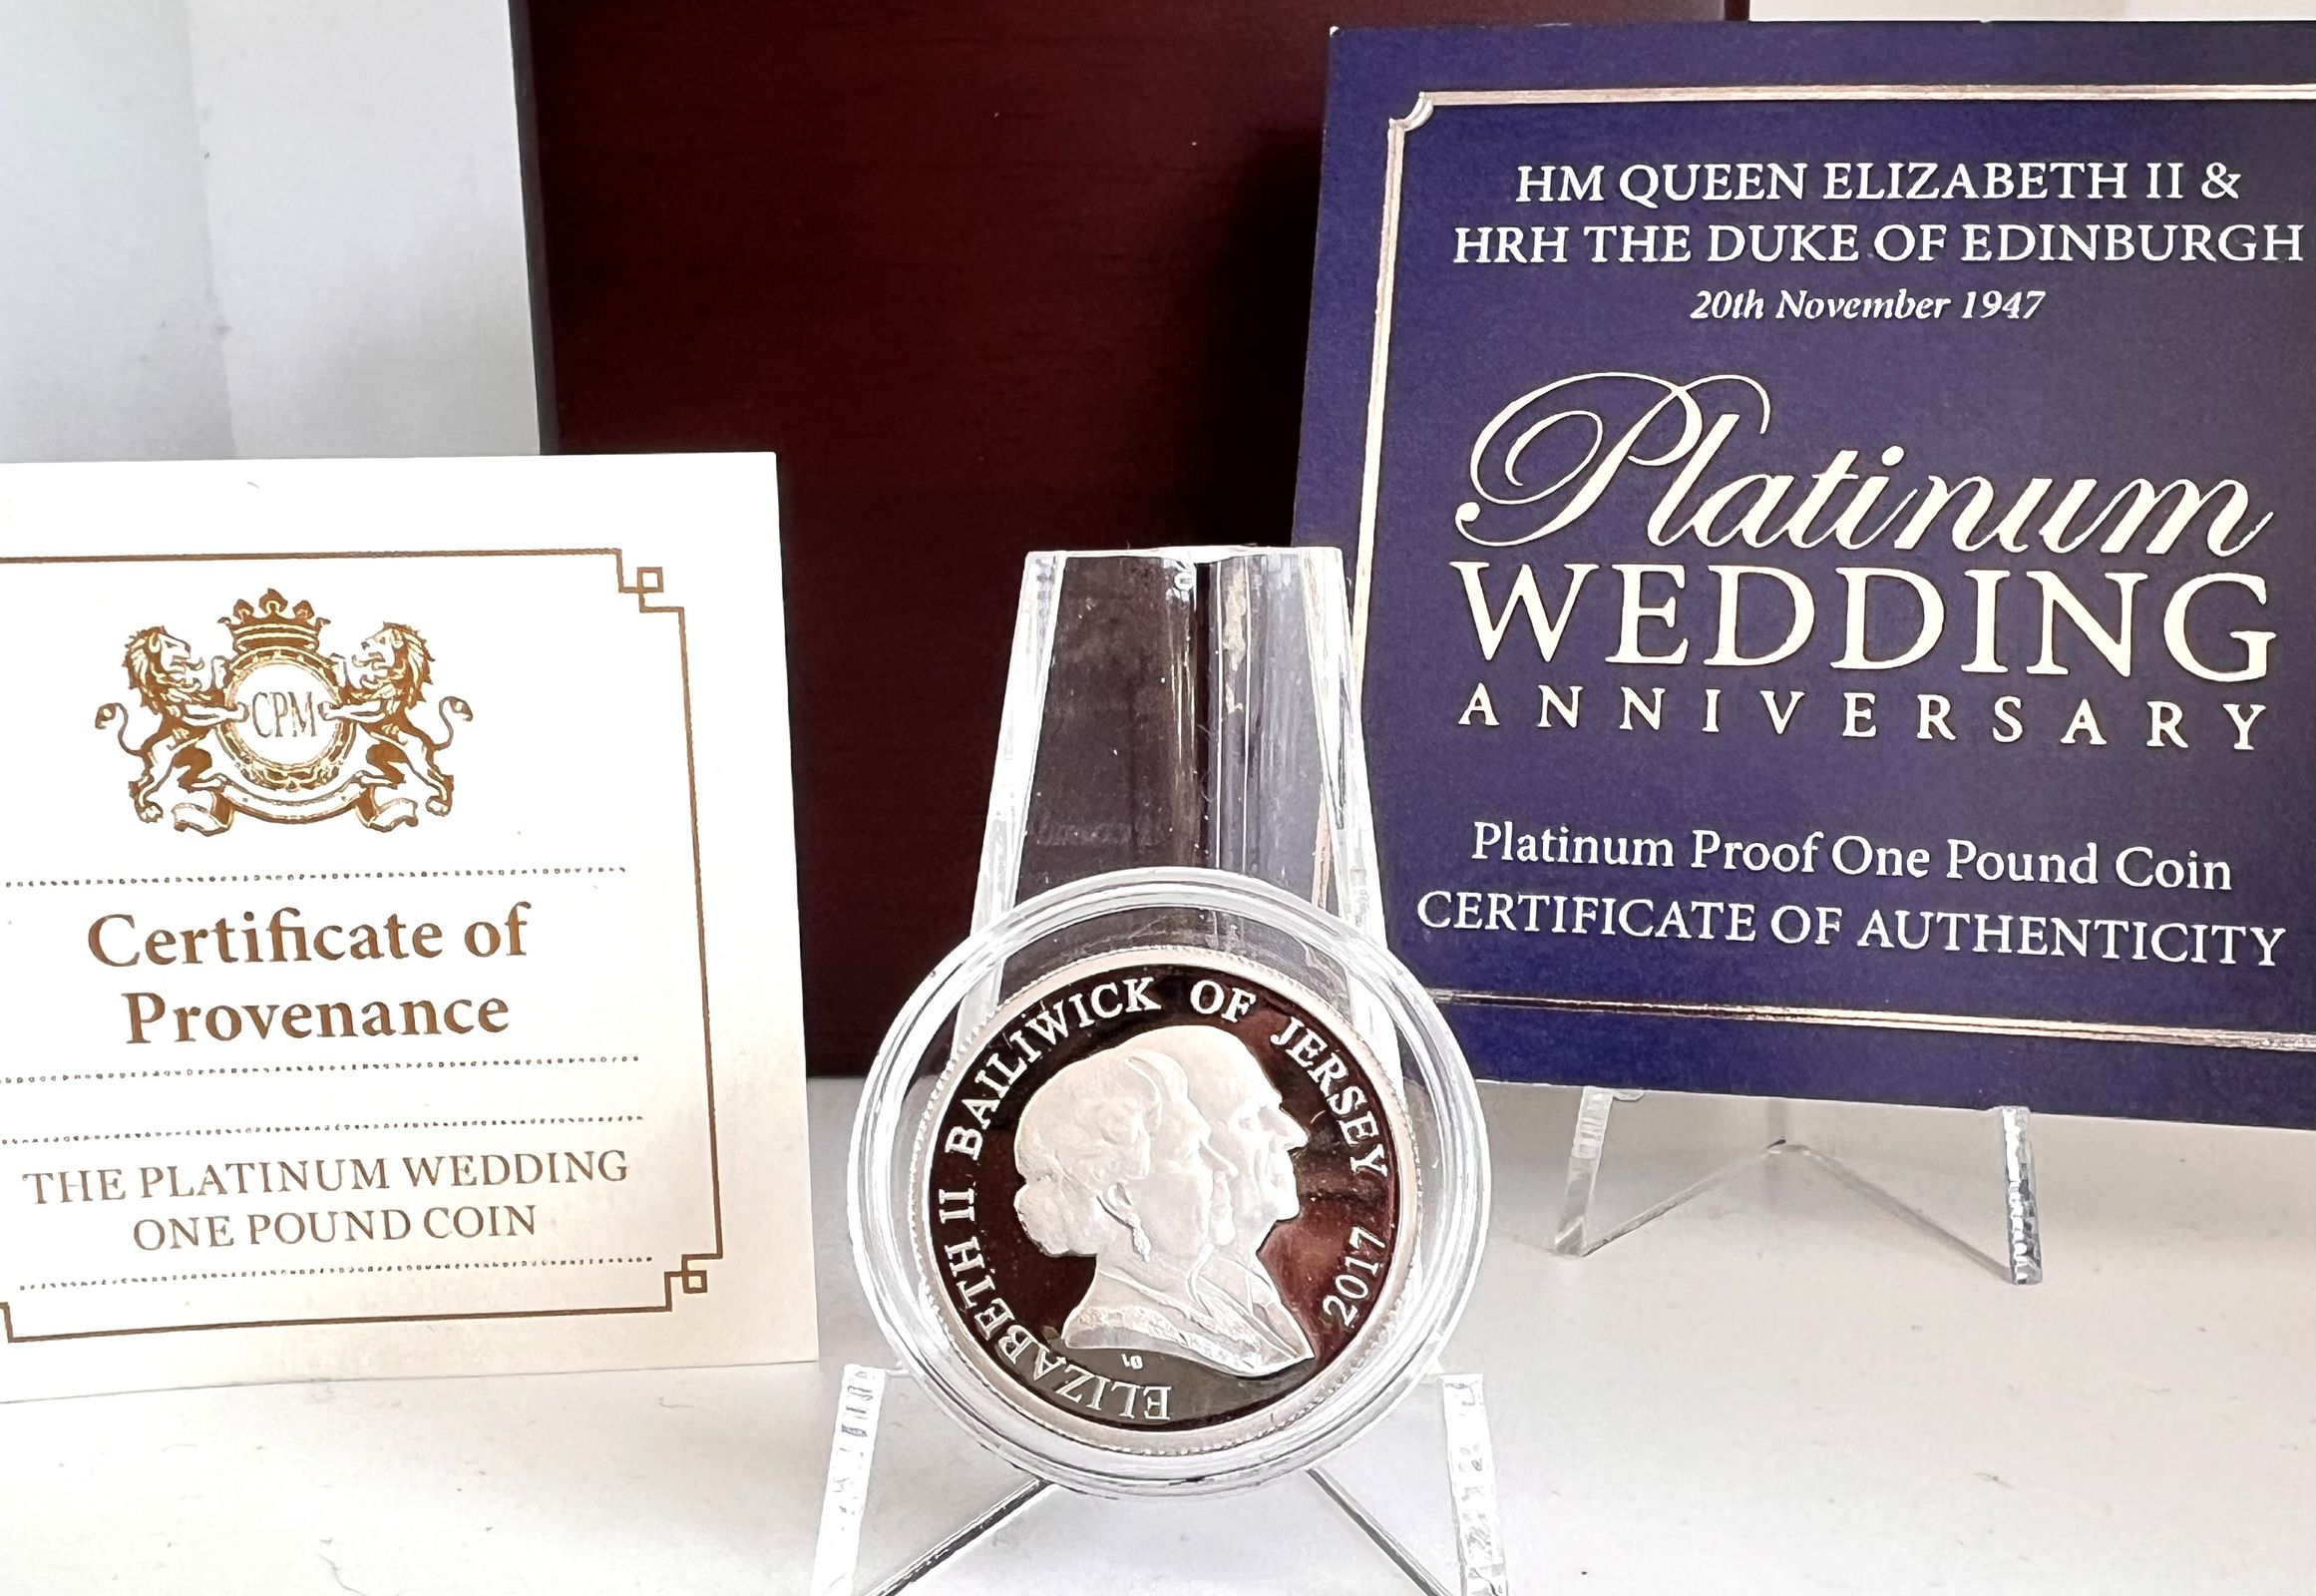 CPM
Certificate of
Provenance
THE PLATINUM WEDDING
ONE POUND COIN
ELIZABETH II BAILIWICK OF JERSEY 2017
HM QUEEN ELIZABETH II &
HRH THE DUKE OF EDINBURGH
20th November 1947
Platinum
WEDDING
ANNIVERSARY
Platinum Proof One Pound Coin
CERTIFICATE OF AUTHENTICITY